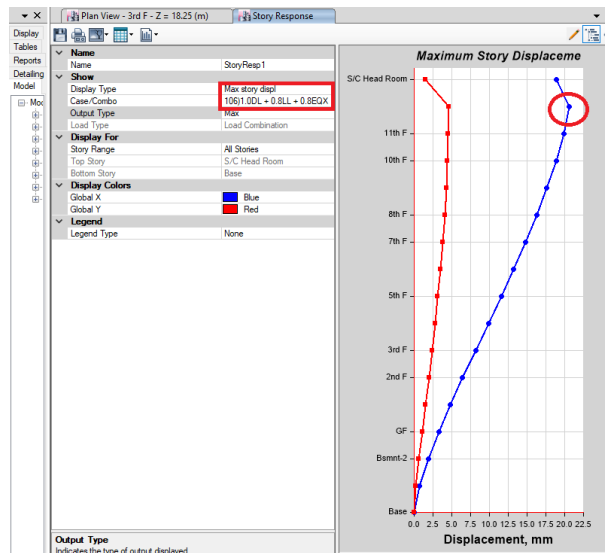 Plan View - 3rd F - Z = 18.25 (m)
Story Response
Display
Tables
Reports
Detailing
Model
Moc
Name
Name StoryResp1
Show
Display Type Max story displ
Case/Combo 106)1.0DL + 0.8LL + 0.8EQX
Output Type Max
Load Type Load Combination
Display For
Story Range All Stories
Top Story S/C Head Room
Bottom Story Base
Display Colors
Global X Blue
Global Y Red
Legend
Legend Type None
Output Type
Indicates the type of output displayed
Maximum Story Displaceme
S/C Head Room
11th F
10th F
8th F
7th F
5th F
3rd F
2nd F
GF
Bsmnt-2
Base
0.0 2.5 5.0 7.5 10.0 12.5 15.0 17.5 20.0 22.5
Displacement, mm